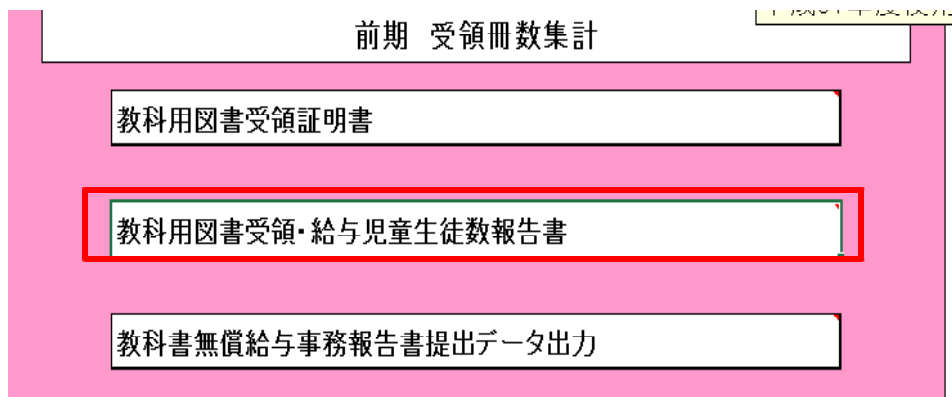 前期 受領冊数集計
教科用図書受領証明書
教科用図書受領・給与児童生徒数報告書
教科書無償給与事務報告書提出データ出力